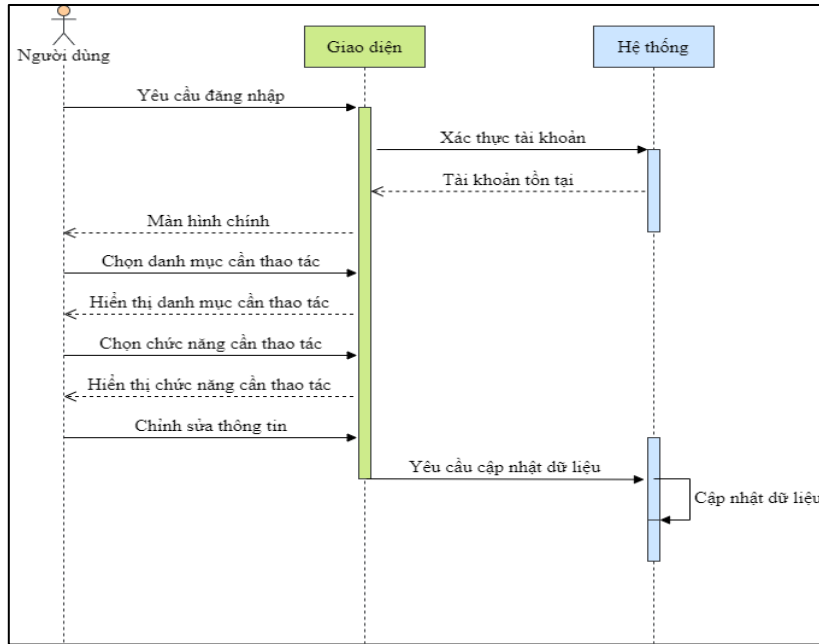 Người dùng
Giao diện
Hệ thống
Yêu cầu đăng nhập
Xác thực tài khoản
Tài khoản tồn tại
Màn hình chính
Chọn danh mục cần thao tác
Hiển thị danh mục cần thao tác
Chọn chức năng cần thao tác
Hiển thị chức năng cần thao tác
Chỉnh sửa thông tin
Yêu cầu cập nhật dữ liệu
Cập nhật dữ liệu